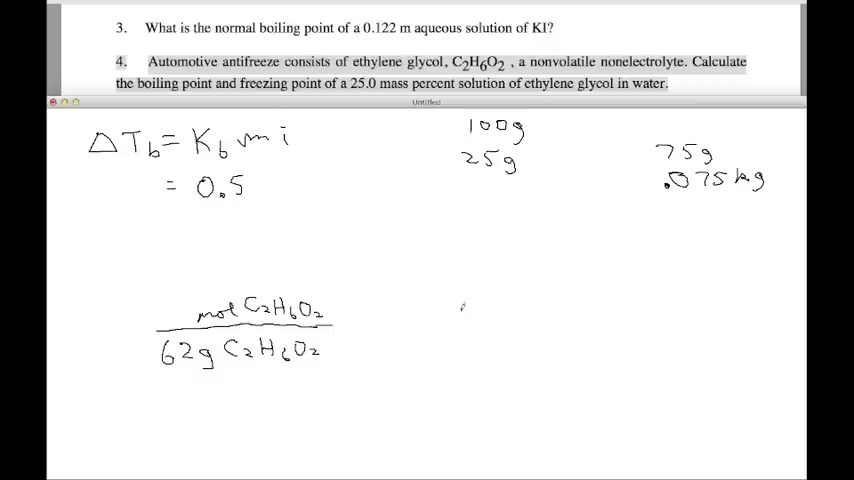 3. What is the normal boiling point of a 0.122 m aqueous solution of KI?
4. Automotive antifreeze consists of ethylene glycol, C2H6O2 , a nonvolatile nonelectrolyte. Calculate
the boiling point and freezing point of a 25.0 mass percent solution of ethylene glycol in water.
Untitled
ΔTb = Kb m i
= 0.5
100g
25g
75g
.075kg
mol C2H6O2
62g C2H6O2